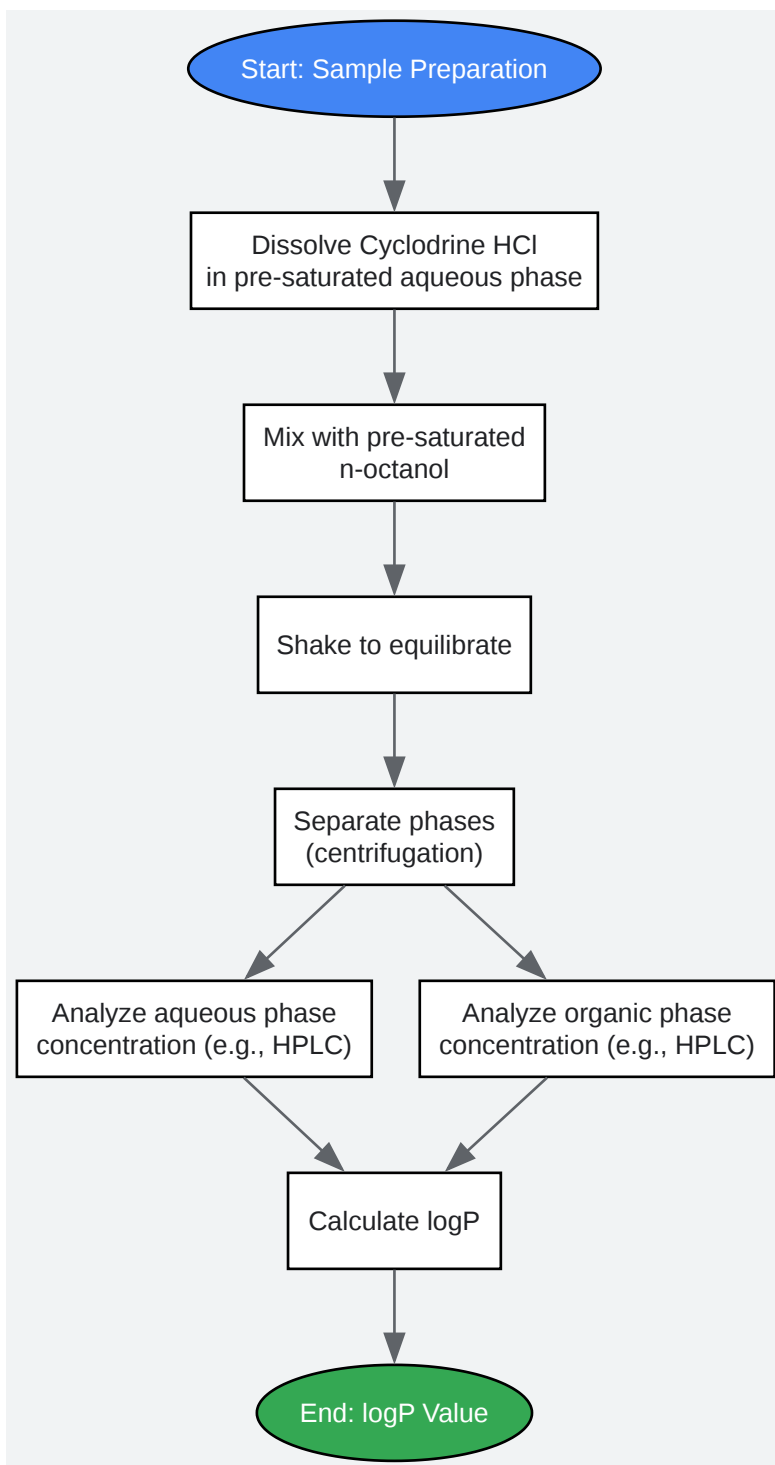 Start: Sample Preparation
Dissolve Cyclodrine HCl
in pre-saturated aqueous phase
Mix with pre-saturated
n-octanol
Shake to equilibrate
Separate phases
(centrifugation)
Analyze aqueous phase
concentration (e.g., HPLC)
Analyze organic phase
concentration (e.g., HPLC)
Calculate logP
End: logP Value